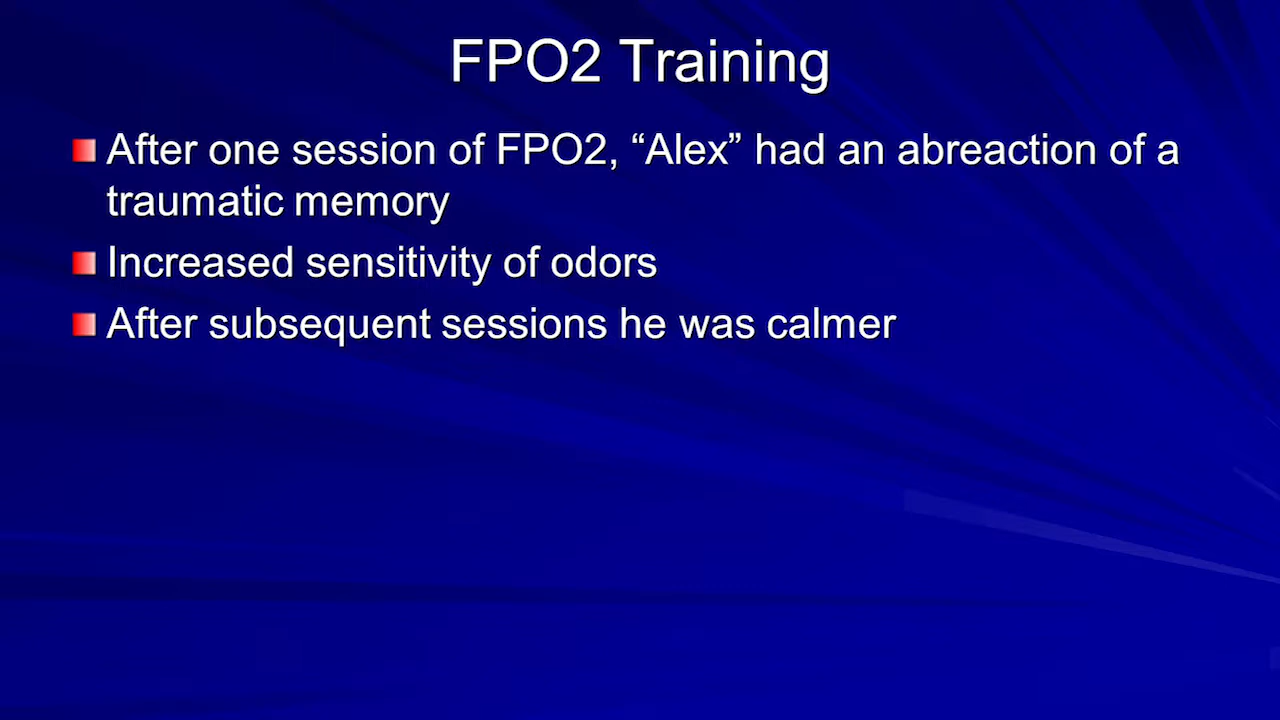 FPO2 Training
After one session of FPO2, “Alex” had an abreaction of a
traumatic memory
Increased sensitivity of odors
After subsequent sessions he was calmer